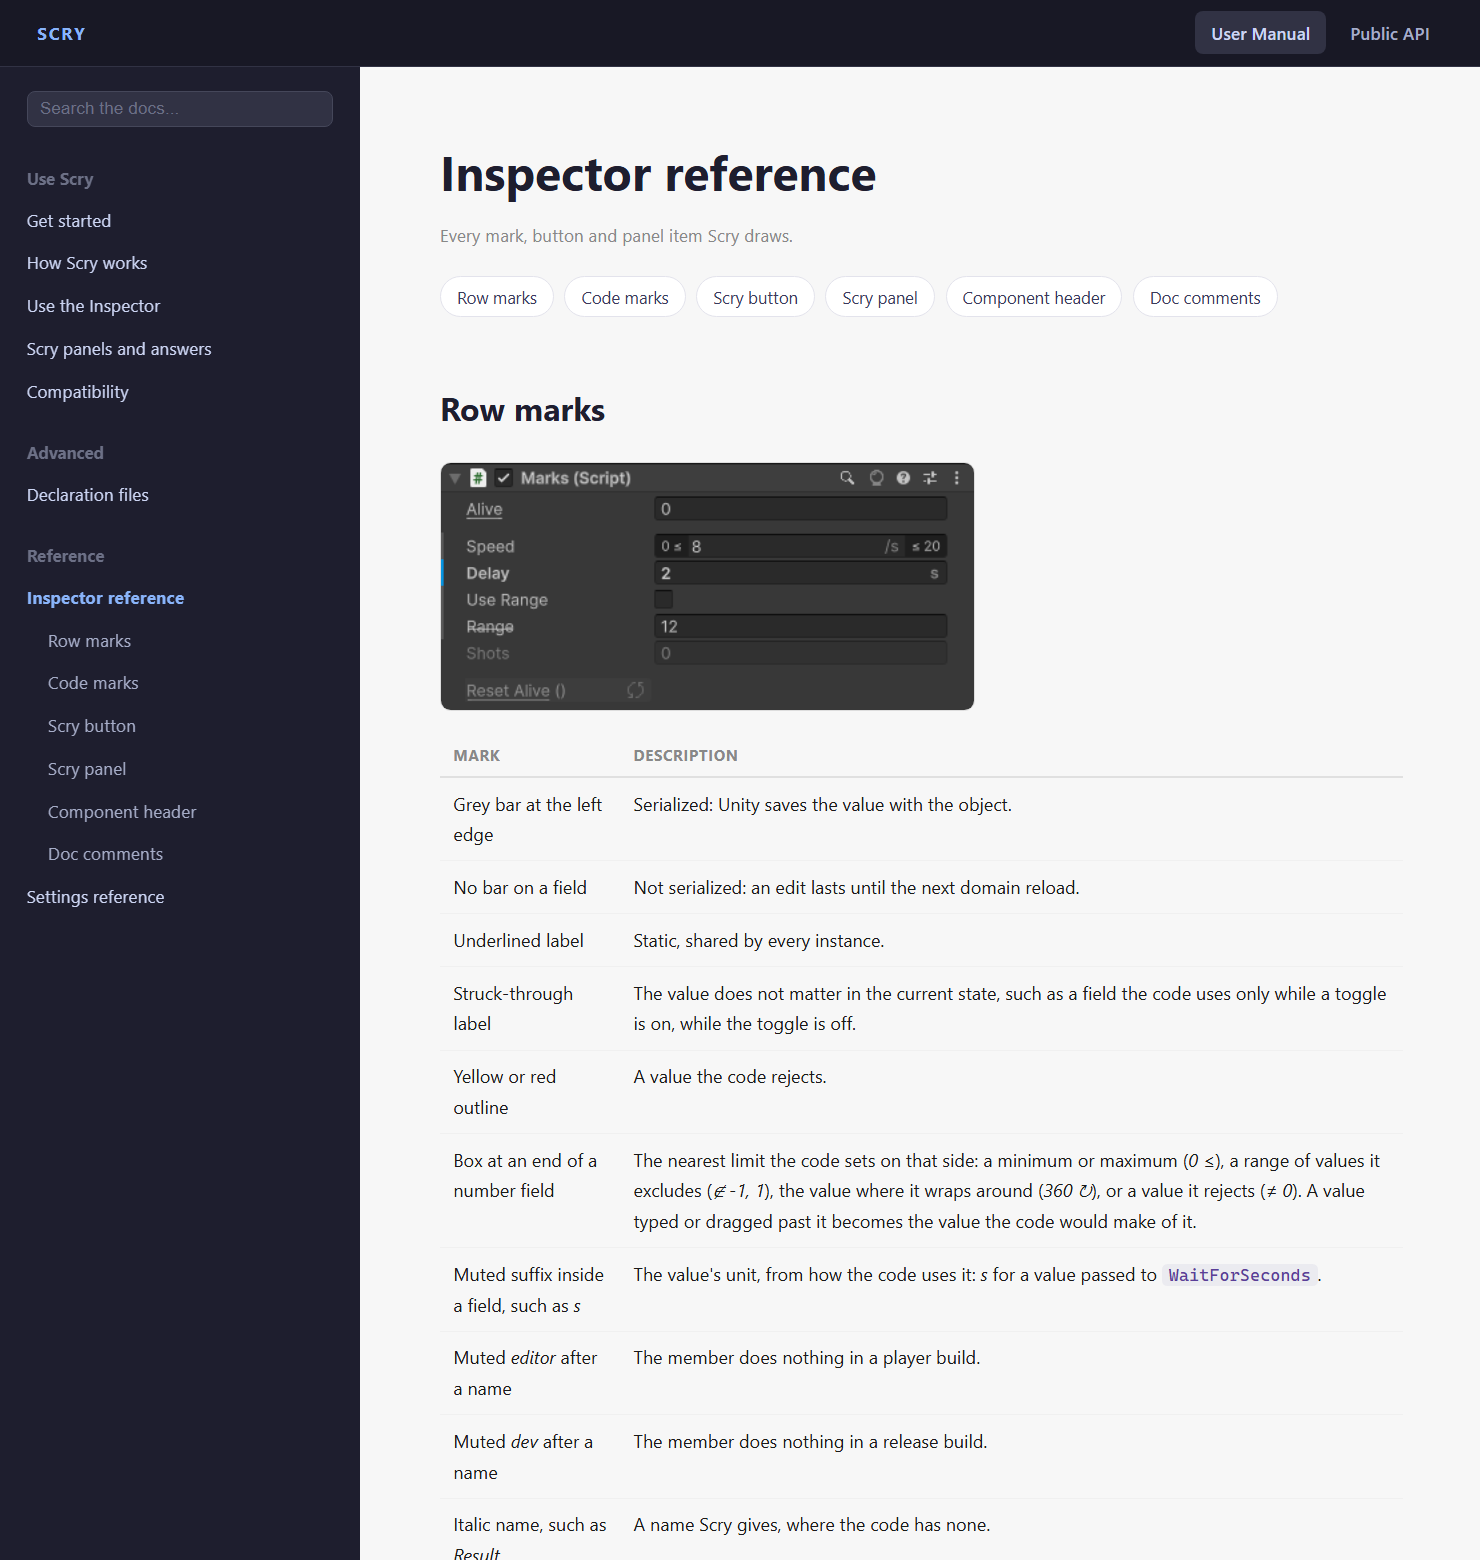 SCRY
User Manual
Public API
Search the docs...
Use Scry
Get started
How Scry works
Use the Inspector
Scry panels and answers
Compatibility
Advanced
Declaration files
Reference
Inspector reference
Row marks
Code marks
Scry button
Scry panel
Component header
Doc comments
Settings reference
Inspector reference
Every mark, button and panel item Scry draws.
Row marks
Code marks
Scry button
Scry panel
Component header
Doc comments
Row marks
# Marks (Script)
Alive 0
Speed 0 ≤ 8 /s ≤ 20
Delay 2 s
Use Range
Range 12
Shots 0
Reset Alive ()
MARK DESCRIPTION
Grey bar at the left
edge
Serialized: Unity saves the value with the object.
No bar on a field
Not serialized: an edit lasts until the next domain reload.
Underlined label
Static, shared by every instance.
Struck-through
label
The value does not matter in the current state, such as a field the code uses only while a toggle
is on, while the toggle is off.
Yellow or red
outline
A value the code rejects.
Box at an end of a
number field
The nearest limit the code sets on that side: a minimum or maximum (0 ≤), a range of values it
excludes (∉ -1, 1), the value where it wraps around (360 ↻), or a value it rejects (≠ 0). A value
typed or dragged past it becomes the value the code would make of it.
Muted suffix inside
a field, such as s
The value's unit, from how the code uses it: s for a value passed to WaitForSeconds.
Muted editor after
a name
The member does nothing in a player build.
Muted dev after a
name
The member does nothing in a release build.
Italic name, such as
Result
A name Scry gives, where the code has none.